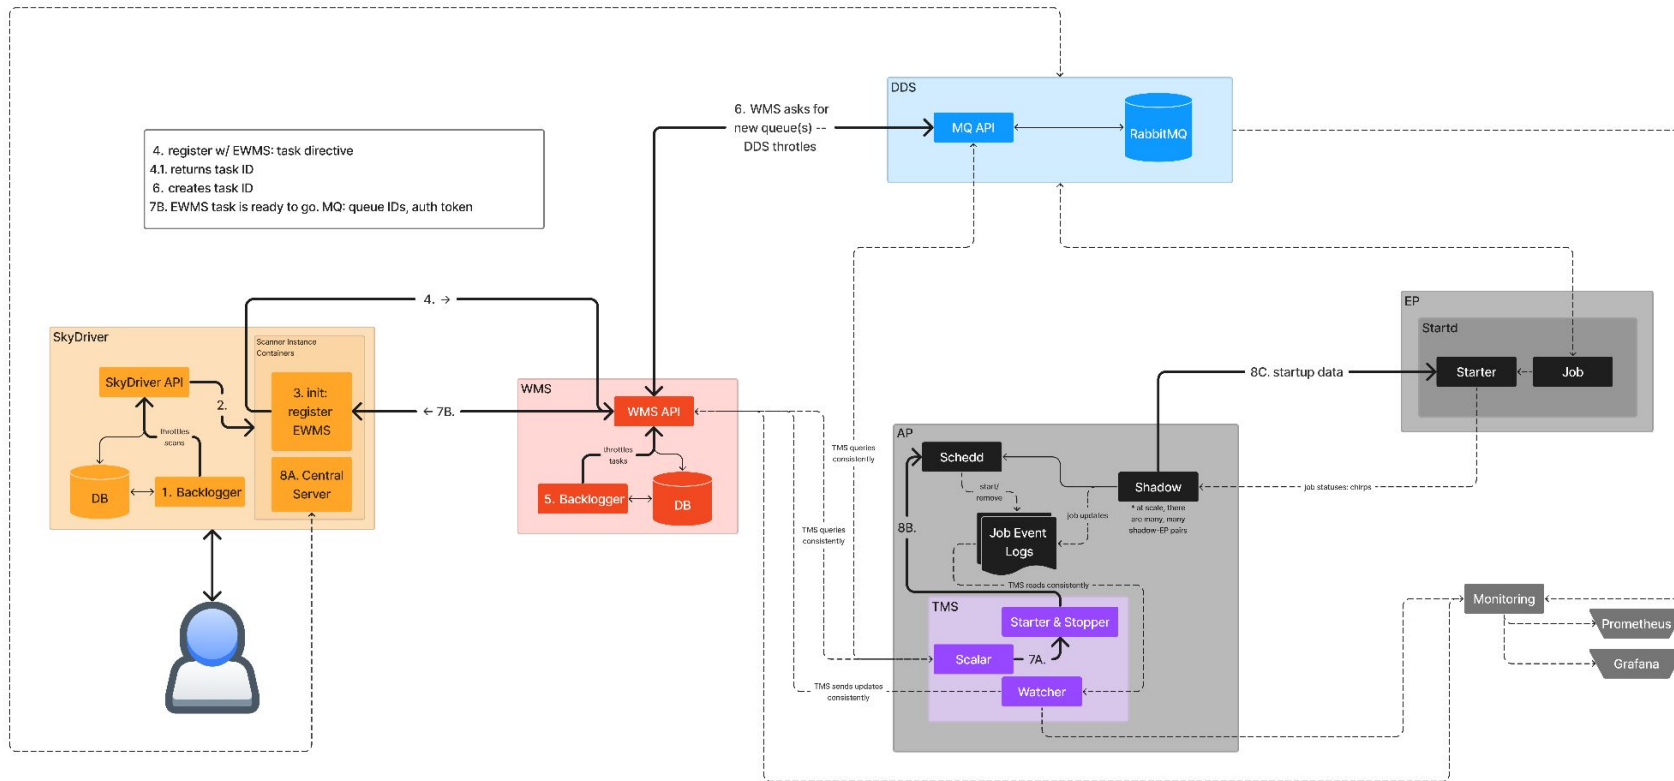 DDS
MQ API
RabbitMQ
6. WMS asks for
new queue(s) --
DDS throtles
4. register w/ EWMS: task directive
4.1. returns task ID
6. creates task ID
7B. EWMS task is ready to go. MQ: queue IDs, auth token
4. →
SkyDriver
Scanner Instance
Containers
SkyDriver API
2.
3. init:
register
EWMS
throttles
scans
DB
1. Backlogger
8A. Central
Server
← 7B.
WMS
WMS API
throttles
tasks
5. Backlogger
DB
TMS queries
consistently
TMS queries
consistently
TMS sends updates
consistently
EP
Startd
Starter
Job
8C. startup data
job statuses: chirps
AP
Schedd
Shadow
* at scale, there
are many, many
shadow-EP pairs
start/
remove
job updates
8B.
Job Event
Logs
TMS reads consistently
TMS
Starter & Stopper
Scalar
7A.
Watcher
Monitoring
Prometheus
Grafana